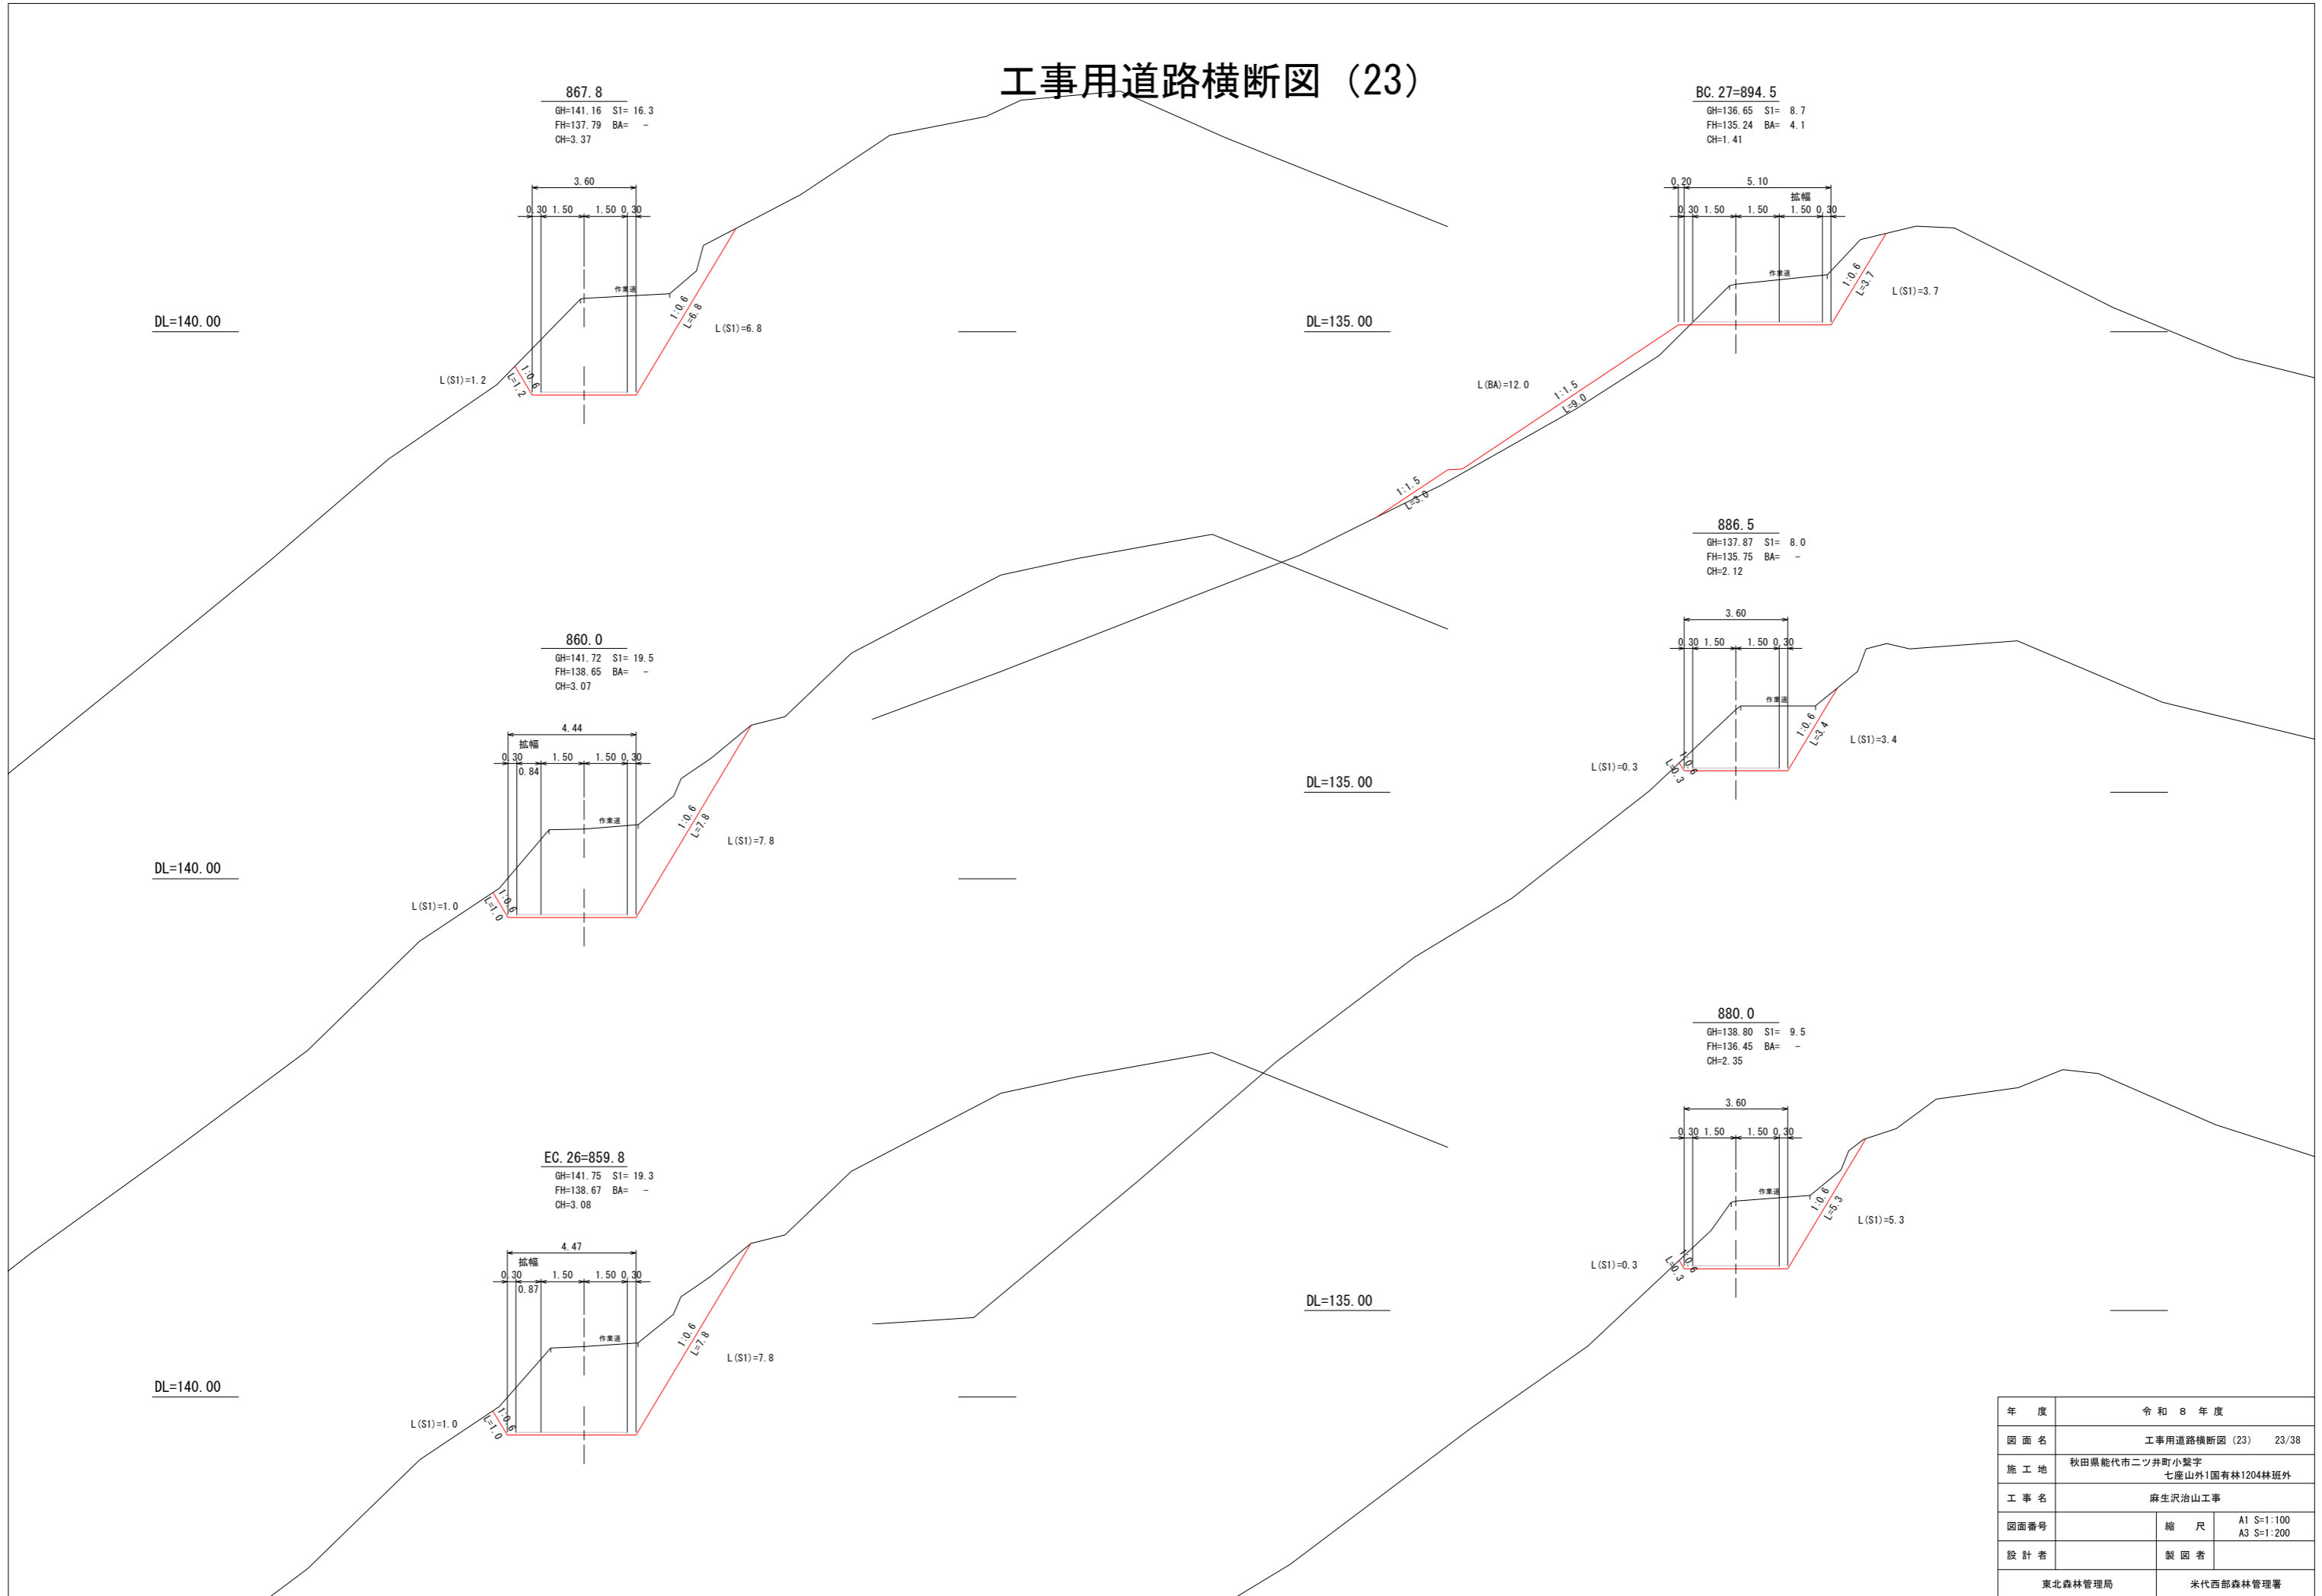 工事用道路横断図（23）
867.8
GH=141.16 S1= 16.3
FH=137.79 BA= -
CH=3.37
3.60
0.30 1.50 1.50 0.30
作業道
1:0.6
L=6.8
L(S1)=6.8
DL=140.00
L(S1)=1.2
1:0.6
L=1.2
860.0
GH=141.72 S1= 19.5
FH=138.65 BA= -
CH=3.07
4.44
拡幅
0.30 1.50 1.50 0.30
0.84
作業道
1:0.6
L=7.8
L(S1)=7.8
DL=140.00
L(S1)=1.0
1:0.6
L=1.0
EC.26=859.8
GH=141.75 S1= 19.3
FH=138.67 BA= -
CH=3.08
4.47
拡幅
0.30 1.50 1.50 0.30
0.87
作業道
1:0.6
L=7.8
L(S1)=7.8
DL=140.00
L(S1)=1.0
1:0.6
L=1.0
BC.27=894.5
GH=136.65 S1= 8.7
FH=135.24 BA= 4.1
CH=1.41
0.20 5.10
拡幅
0.30 1.50 1.50 1.50 0.30
作業道
1:0.6
L=3.7
L(S1)=3.7
DL=135.00
L(BA)=12.0
1:1.5
L=9.0
1:1.5
L=3.0
886.5
GH=137.87 S1= 8.0
FH=135.75 BA= -
CH=2.12
3.60
0.30 1.50 1.50 0.30
作業道
1:0.6
L=3.4
L(S1)=3.4
L(S1)=0.3
1:0.6
L=0.3
DL=135.00
880.0
GH=138.80 S1= 9.5
FH=136.45 BA= -
CH=2.35
3.60
0.30 1.50 1.50 0.30
作業道
1:0.6
L=5.3
L(S1)=5.3
L(S1)=0.3
1:0.6
L=0.3
DL=135.00
年 度 令和 8 年度
図面名 工事用道路横断図（23） 23/38
施工地 秋田県能代市二ツ井町小繋字
七座山外1国有林1204林班外
工事名 麻生沢治山工事
図面番号 縮 尺 A1 S=1:100
A3 S=1:200
設計者 製図者
東北森林管理局 米代西部森林管理署